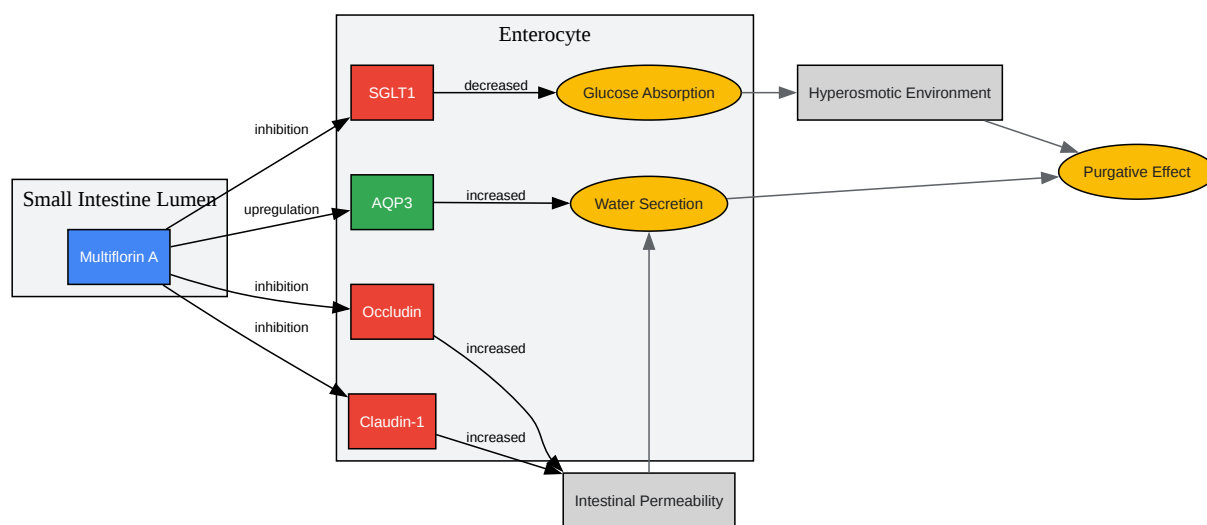 Enterocyte
SGLT1
decreased
Glucose Absorption
Hyperosmotic Environment
inhibition
Purgative Effect
Small Intestine Lumen
upregulation
AQP3
increased
Water Secretion
Multiflorin A
inhibition
Occludin
inhibition
increased
Claudin-1
increased
Intestinal Permeability